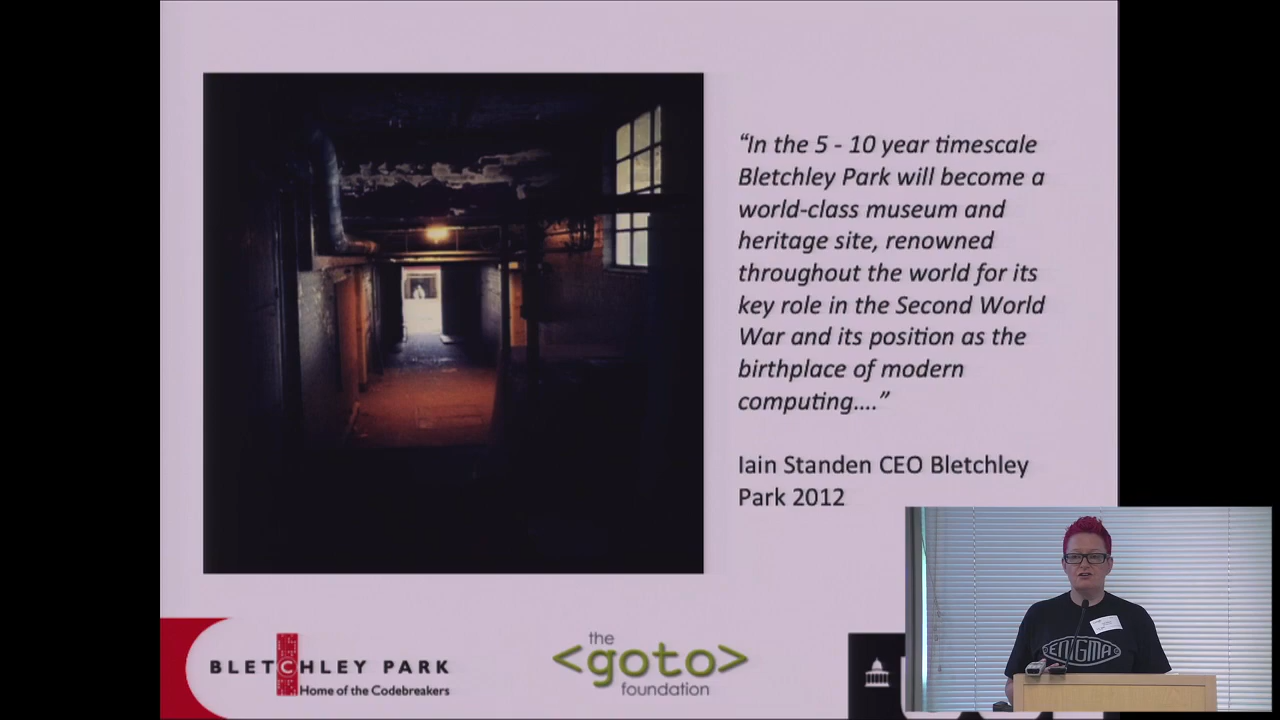 “In the 5 - 10 year timescale
Bletchley Park will become a
world-class museum and
heritage site, renowned
throughout the world for its
key role in the Second World
War and its position as the
birthplace of modern
computing....”
Iain Standen CEO Bletchley
Park 2012
BLETCHLEY PARK
Home of the Codebreakers
the
<goto>
foundation
ENIGMA